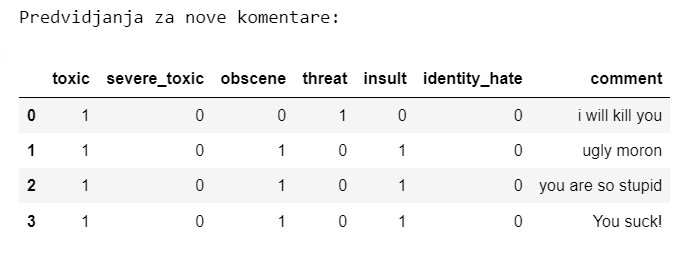 Predvidjanja za nove komentare:
toxic severe_toxic obscene threat insult identity_hate comment
0 1 0 0 1 0 0 i will kill you
1 1 0 1 0 1 0 ugly moron
2 1 0 1 0 1 0 you are so stupid
3 1 0 1 0 1 0 You suck!